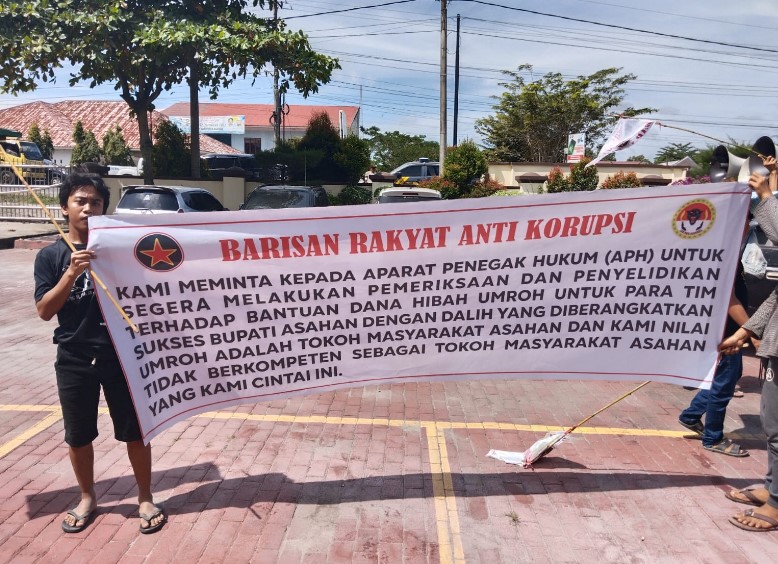 BARISAN RAKYAT ANTI KORUPSI
KAMI MEMINTA KEPADA APARAT PENEGAK HUKUM (APH) UNTUK
SEGERA MELAKUKAN PEMERIKSAAN DAN PENYELIDIKAN
TERHADAP BANTUAN DANA HIBAH UMROH UNTUK PARA TIM
SUKSES BUPATI ASAHAN DENGAN DALIH YANG DIBERANGKATKAN
UMROH ADALAH TOKOH MASYARAKAT ASAHAN DAN KAMI NILAI
TIDAK BERKOMPETEN SEBAGAI TOKOH MASYARAKAT ASAHAN
YANG KAMI CINTAI INI.